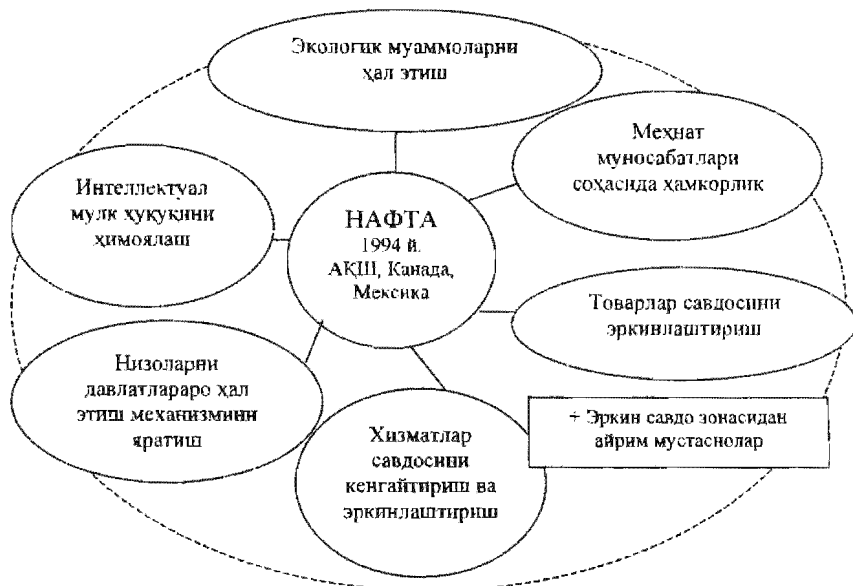 Экологик муаммоларни
ҳал этиш
Меҳнат
муносабатлари
соҳасида ҳамкорлик
Интеллектуал
мулк ҳуқуқини
ҳимоялаш
НАФТА
1994 й.
АҚШ, Канада,
Мексика
Товарлар савдосини
эркинлаштириш
Низоларни
давлатлараро ҳал
этиш механизмини
яратиш
+ Эркин савдо зонасидан
айрим мустаснолар
Хизматлар
савдосини
кенгайтириш ва
эркинлаштириш